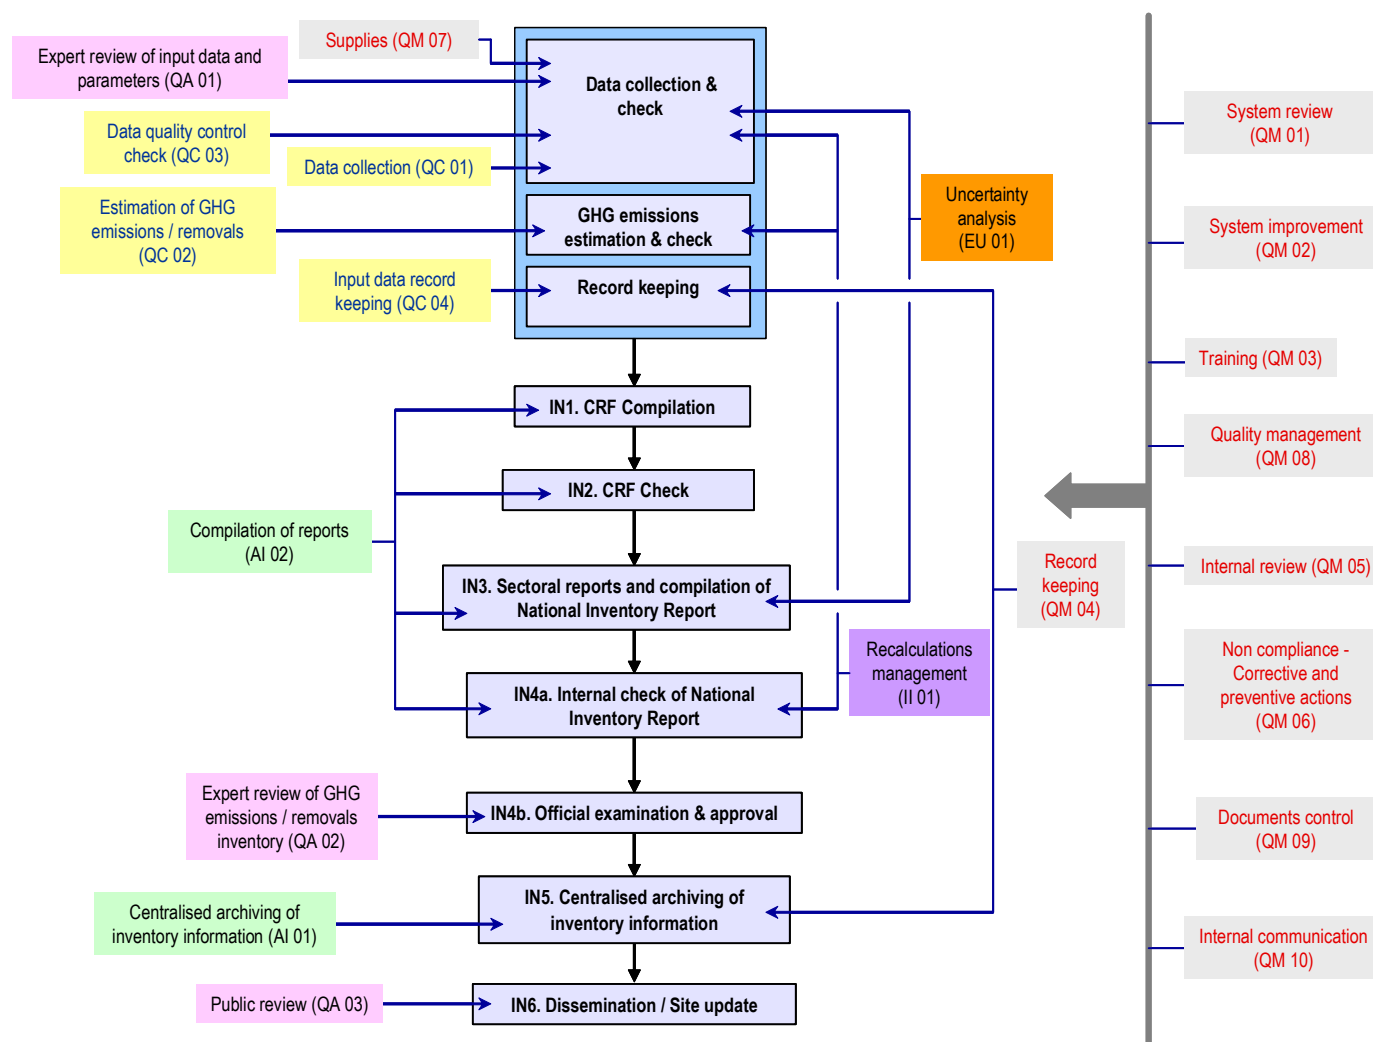 Supplies (QM 07)
Expert review of input data and
parameters (QA 01)
Data quality control
check (QC 03)
Data collection (QC 01)
Estimation of GHG
emissions / removals
(QC 02)
Input data record
keeping (QC 04)
Data collection &
check
GHG emissions
estimation & check
Record keeping
Uncertainty
analysis
(EU 01)
IN1. CRF Compilation
IN2. CRF Check
Compilation of reports
(AI 02)
IN3. Sectoral reports and compilation of
National Inventory Report
Record
keeping
(QM 04)
Recalculations
management
(II 01)
IN4a. Internal check of National
Inventory Report
Expert review of GHG
emissions / removals
inventory (QA 02)
IN4b. Official examination & approval
Centralised archiving of
inventory information (AI 01)
IN5. Centralised archiving of
inventory information
Public review (QA 03)
IN6. Dissemination / Site update
System review
(QM 01)
System improvement
(QM 02)
Training (QM 03)
Quality management
(QM 08)
Internal review (QM 05)
Non compliance -
Corrective and
preventive actions
(QM 06)
Documents control
(QM 09)
Internal communication
(QM 10)